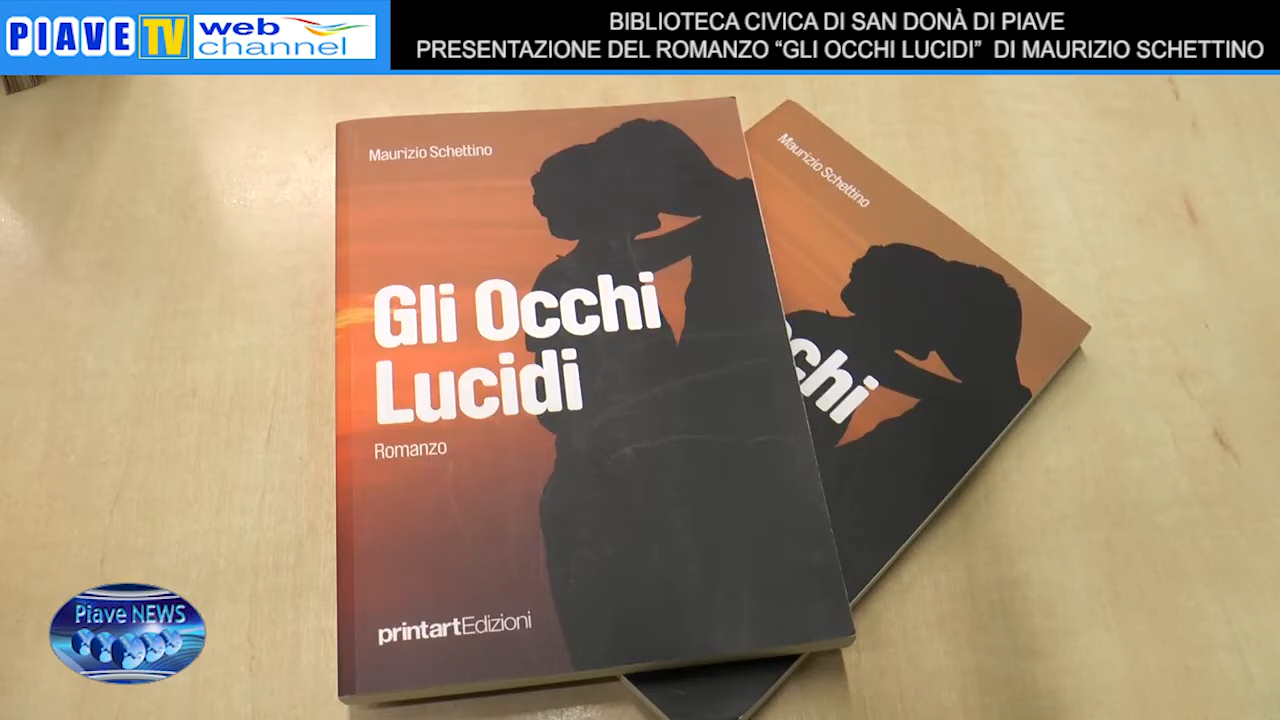 PIAVE TV web channel
BIBLIOTECA CIVICA DI SAN DONÀ DI PIAVE
PRESENTAZIONE DEL ROMANZO “GLI OCCHI LUCIDI” DI MAURIZIO SCHETTINO
Maurizio Schettino
Gli Occhi
Lucidi
Romanzo
printartEdizioni
Maurizio Schettino
cchi
Piave NEWS